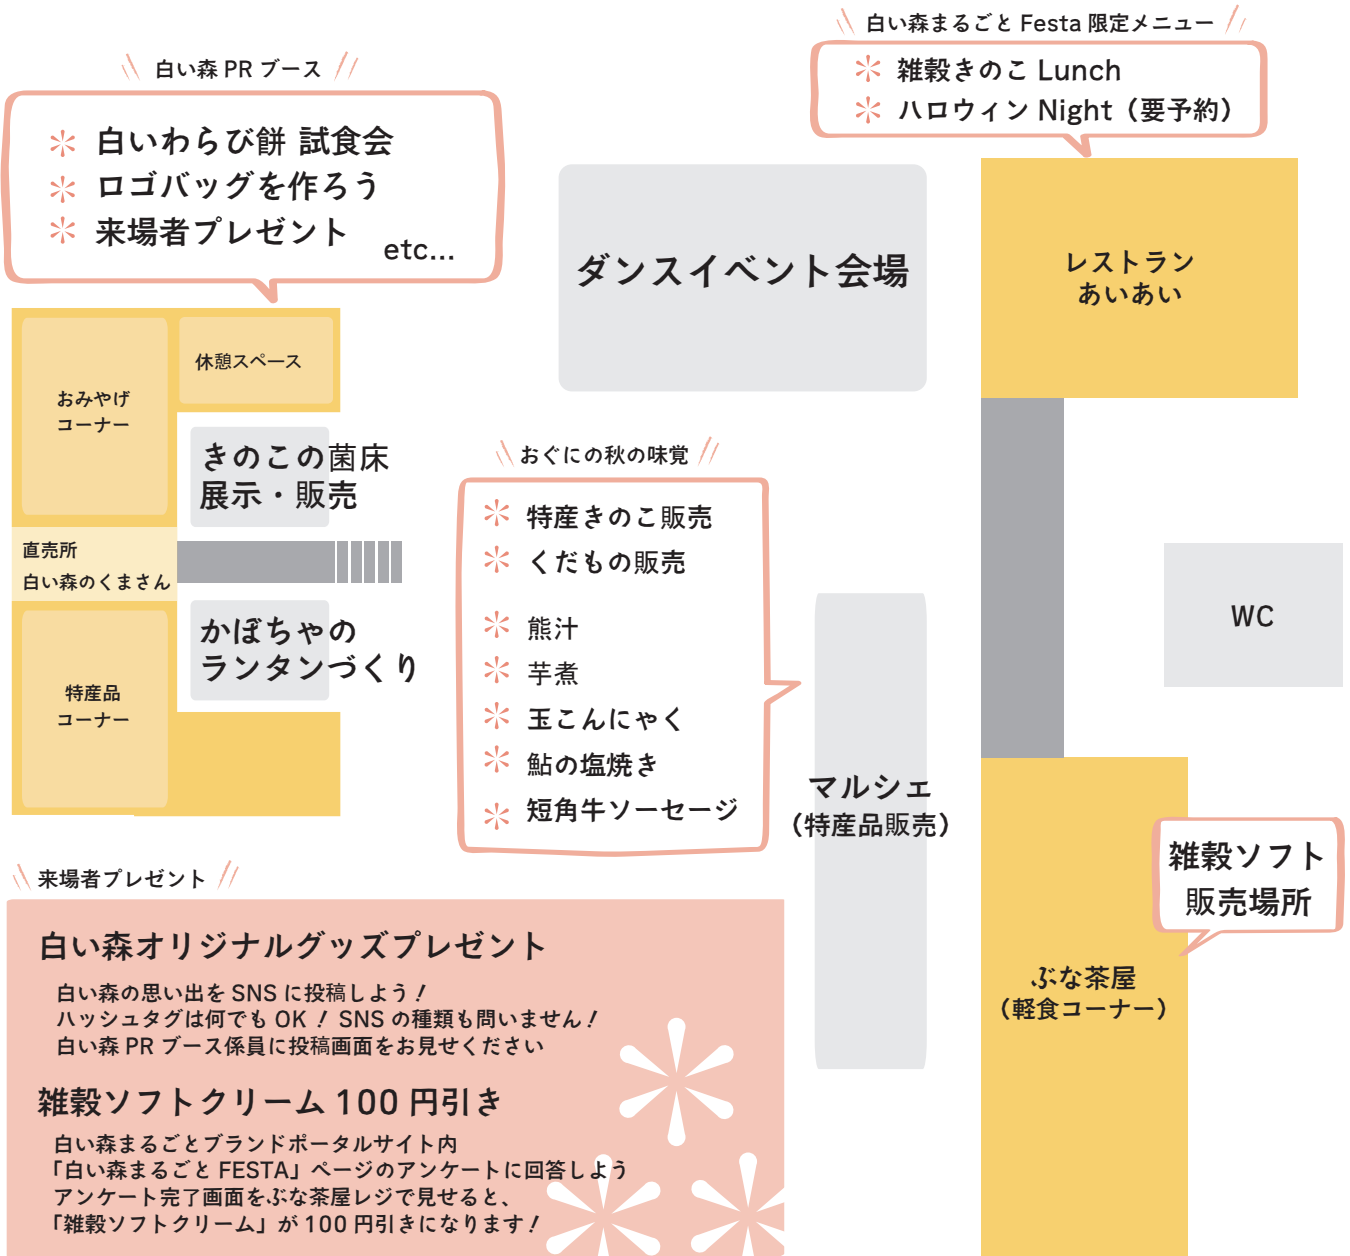 白い森まるごと Festa 限定メニュー
雑穀きのこ Lunch
ハロウィン Night（要予約）
白い森 PR ブース
白いわらび餅 試食会
ロゴバッグを作ろう
来場者プレゼント
etc...
ダンスイベント会場
レストラン
あいあい
休憩スペース
おみやげ
コーナー
きのこの菌床
展示・販売
直売所
白い森のくまさん
かぼちゃの
ランタンづくり
特産品
コーナー
おぐにの秋の味覚
特産きのこ販売
くだもの販売
熊汁
芋煮
玉こんにゃく
鮎の塩焼き
短角牛ソーセージ
WC
マルシェ
（特産品販売）
雑穀ソフト
販売場所
ぶな茶屋
（軽食コーナー）
来場者プレゼント
白い森オリジナルグッズプレゼント
白い森の思い出を SNS に投稿しよう！
ハッシュタグは何でも OK ！ SNS の種類も問いません！
白い森 PR ブース係員に投稿画面をお見せください
雑穀ソフトクリーム 100 円引き
白い森まるごとブランドポータルサイト内
「白い森まるごと FESTA」ページのアンケートに回答しよう
アンケート完了画面をぶな茶屋レジで見せると、
「雑穀ソフトクリーム」が 100 円引きになります！